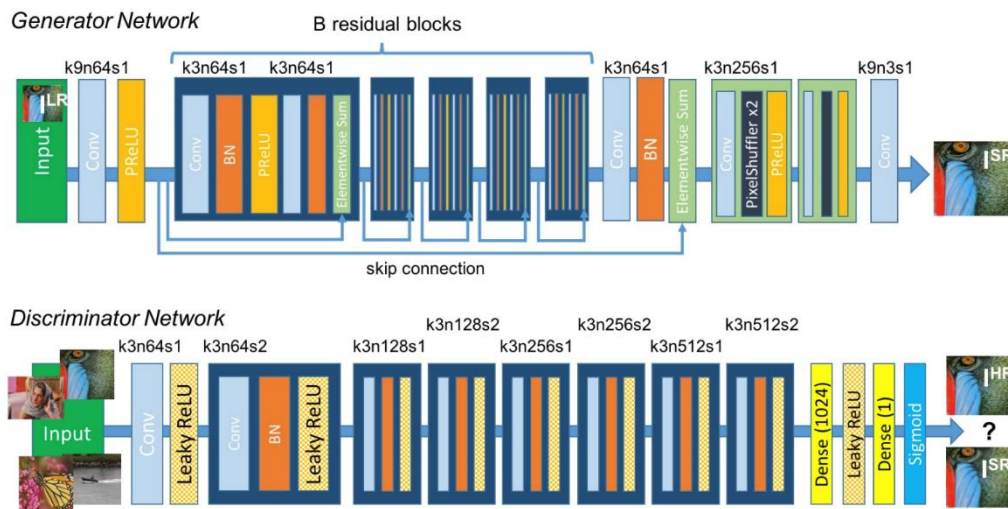 Generator Network
B residual blocks
k9n64s1
k3n64s1 k3n64s1
k3n64s1
k3n256s1
k9n3s1
I^LR
Input
Conv
PReLU
Conv
BN
PReLU
Elementwise Sum
Conv
BN
Elementwise Sum
Conv
PixelShuffler x2
PReLU
Conv
I^SR
skip connection
Discriminator Network
k3n64s1
k3n64s2
k3n128s1
k3n128s2
k3n256s1
k3n256s2
k3n512s1
k3n512s2
Input
Conv
Leaky ReLU
Conv
BN
Leaky ReLU
Dense (1024)
Leaky ReLU
Dense (1)
Sigmoid
I^HR
?
I^SR